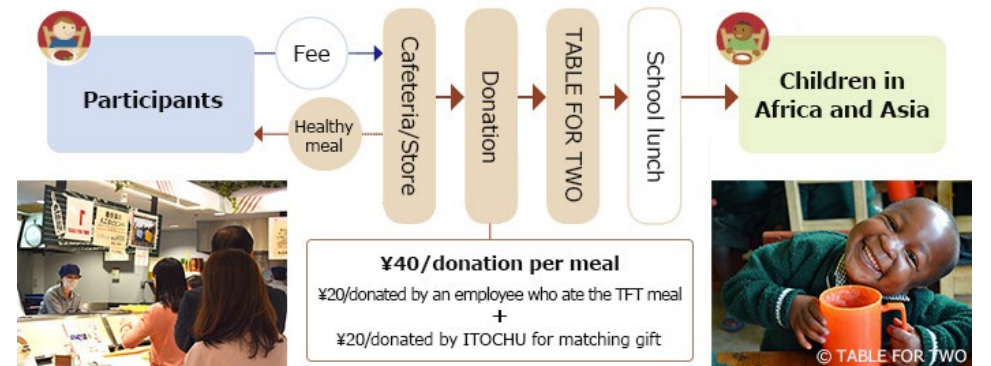 Participants
Fee
Healthy
meal
Cafeteria/Store
Donation
TABLE FOR TWO
School lunch
Children in
Africa and Asia
¥40/donation per meal
¥20/donated by an employee who ate the TFT meal
+
¥20/donated by ITOCHU for matching gift
© TABLE FOR TWO